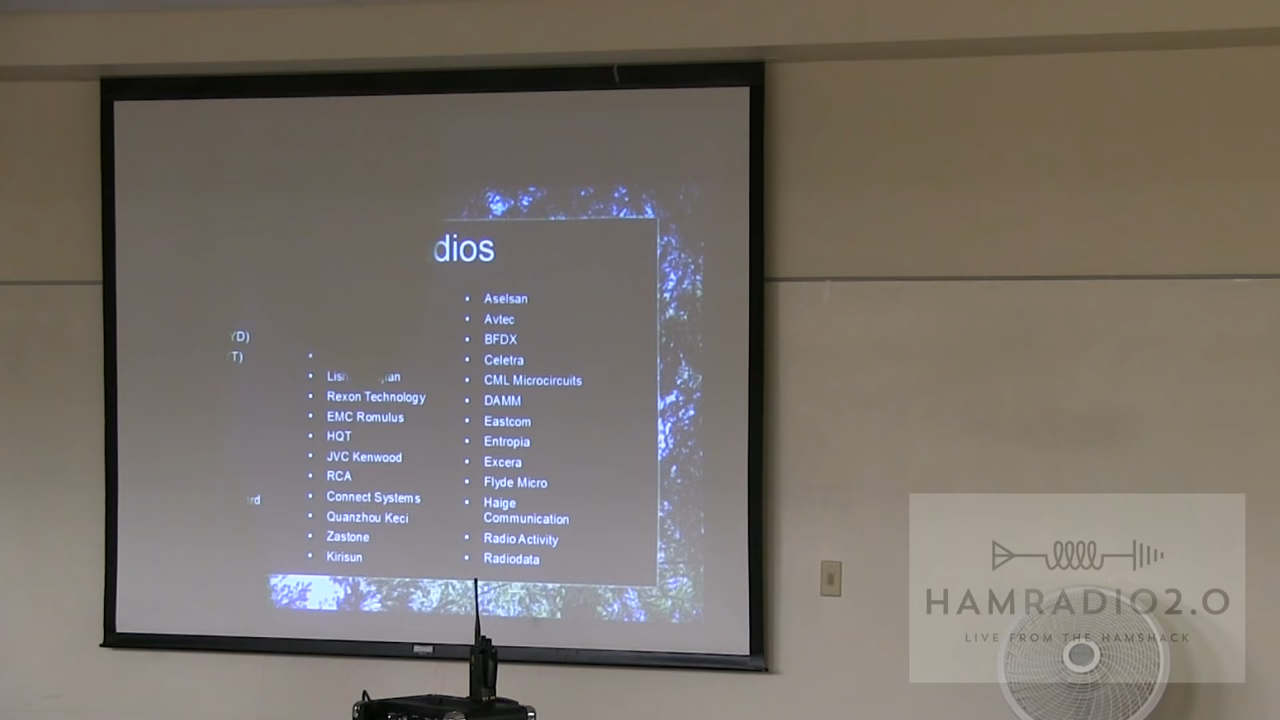 dios
YD)
T)
rd
Rexon Technology
EMC Romulus
HQT
JVC Kenwood
RCA
Connect Systems
Quanzhou Keci
Zastone
Kirisun
Aselsan
Avtec
BFDX
Celetra
CML Microcircuits
DAMM
Eastcom
Entropia
Excera
Flyde Micro
Haige
Communication
Radio Activity
Radiodata
HAMRADIO2.0
LIVE FROM THE HAMSHACK